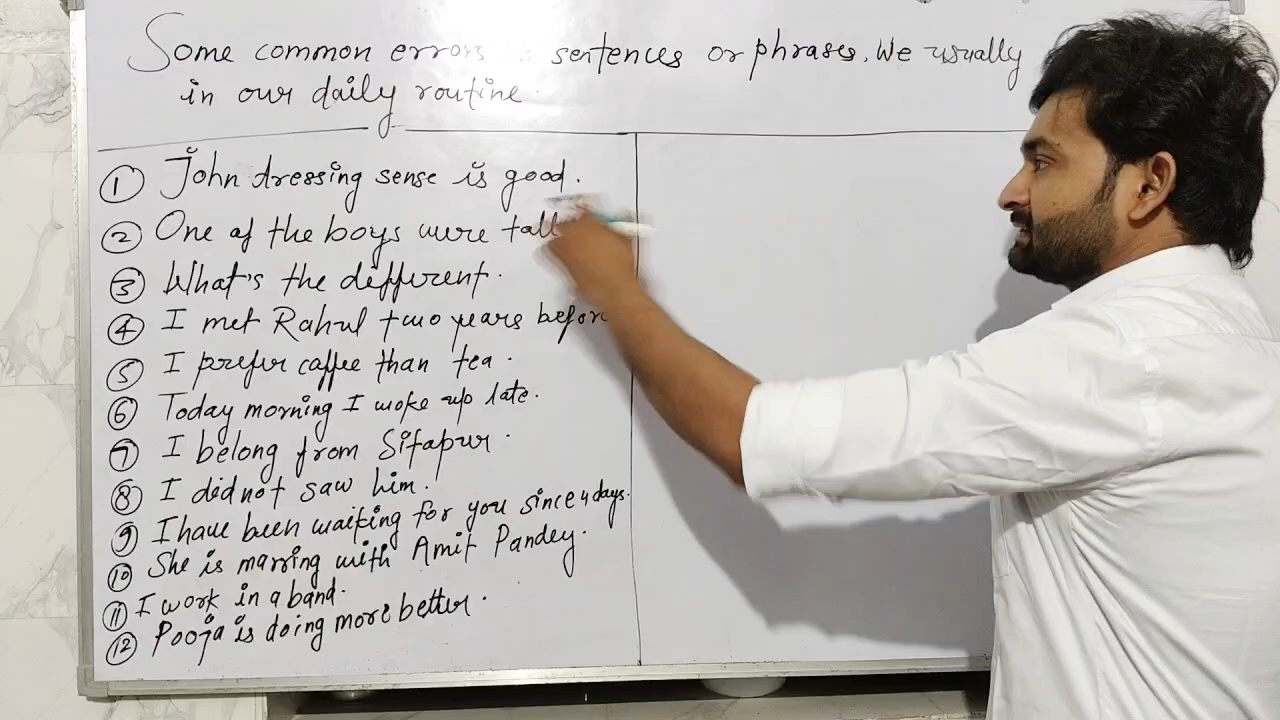 Some common errors sentences or phrases. We usually
in our daily routine.
① John dressing sense is good.
② One of the boys were tall
③ What's the different.
④ I met Rahul two years before
⑤ I prefer coffee than tea.
⑥ Today morning I woke up late.
⑦ I belong from Sitapur.
⑧ I did not saw him.
⑨ I have been waiting for you since 4 days.
⑩ She is marring with Amit Pandey.
⑪ I work in a band.
⑫ Pooja is doing more better.